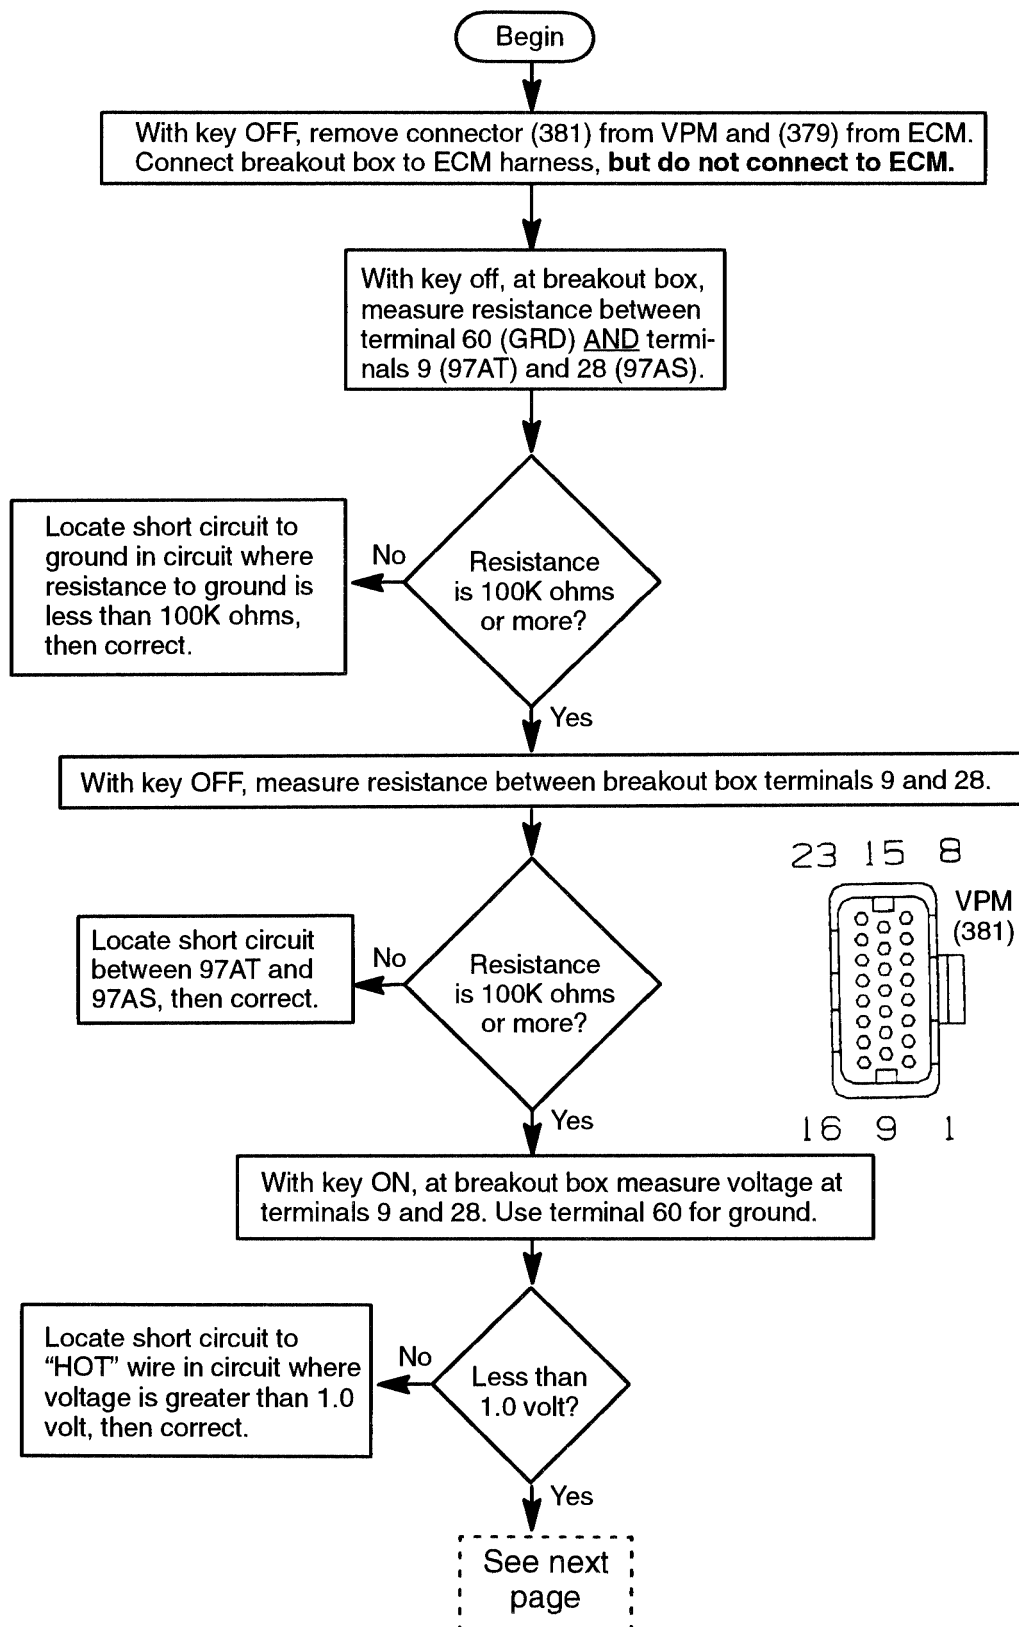 Begin
With key OFF, remove connector (381) from VPM and (379) from ECM.
Connect breakout box to ECM harness, but do not connect to ECM.
With key off, at breakout box,
measure resistance between
terminal 60 (GRD) AND termi-
nals 9 (97AT) and 28 (97AS).
Locate short circuit to
ground in circuit where
resistance to ground is
less than 100K ohms,
then correct.
No
Resistance
is 100K ohms
or more?
Yes
With key OFF, measure resistance between breakout box terminals 9 and 28.
23 15 8
VPM
(381)
Locate short circuit
between 97AT and
97AS, then correct.
No
Resistance
is 100K ohms
or more?
16 9 1
Yes
With key ON, at breakout box measure voltage at
terminals 9 and 28. Use terminal 60 for ground.
Locate short circuit to
“HOT” wire in circuit where
voltage is greater than 1.0
volt, then correct.
No
Less than
1.0 volt?
Yes
See next
page